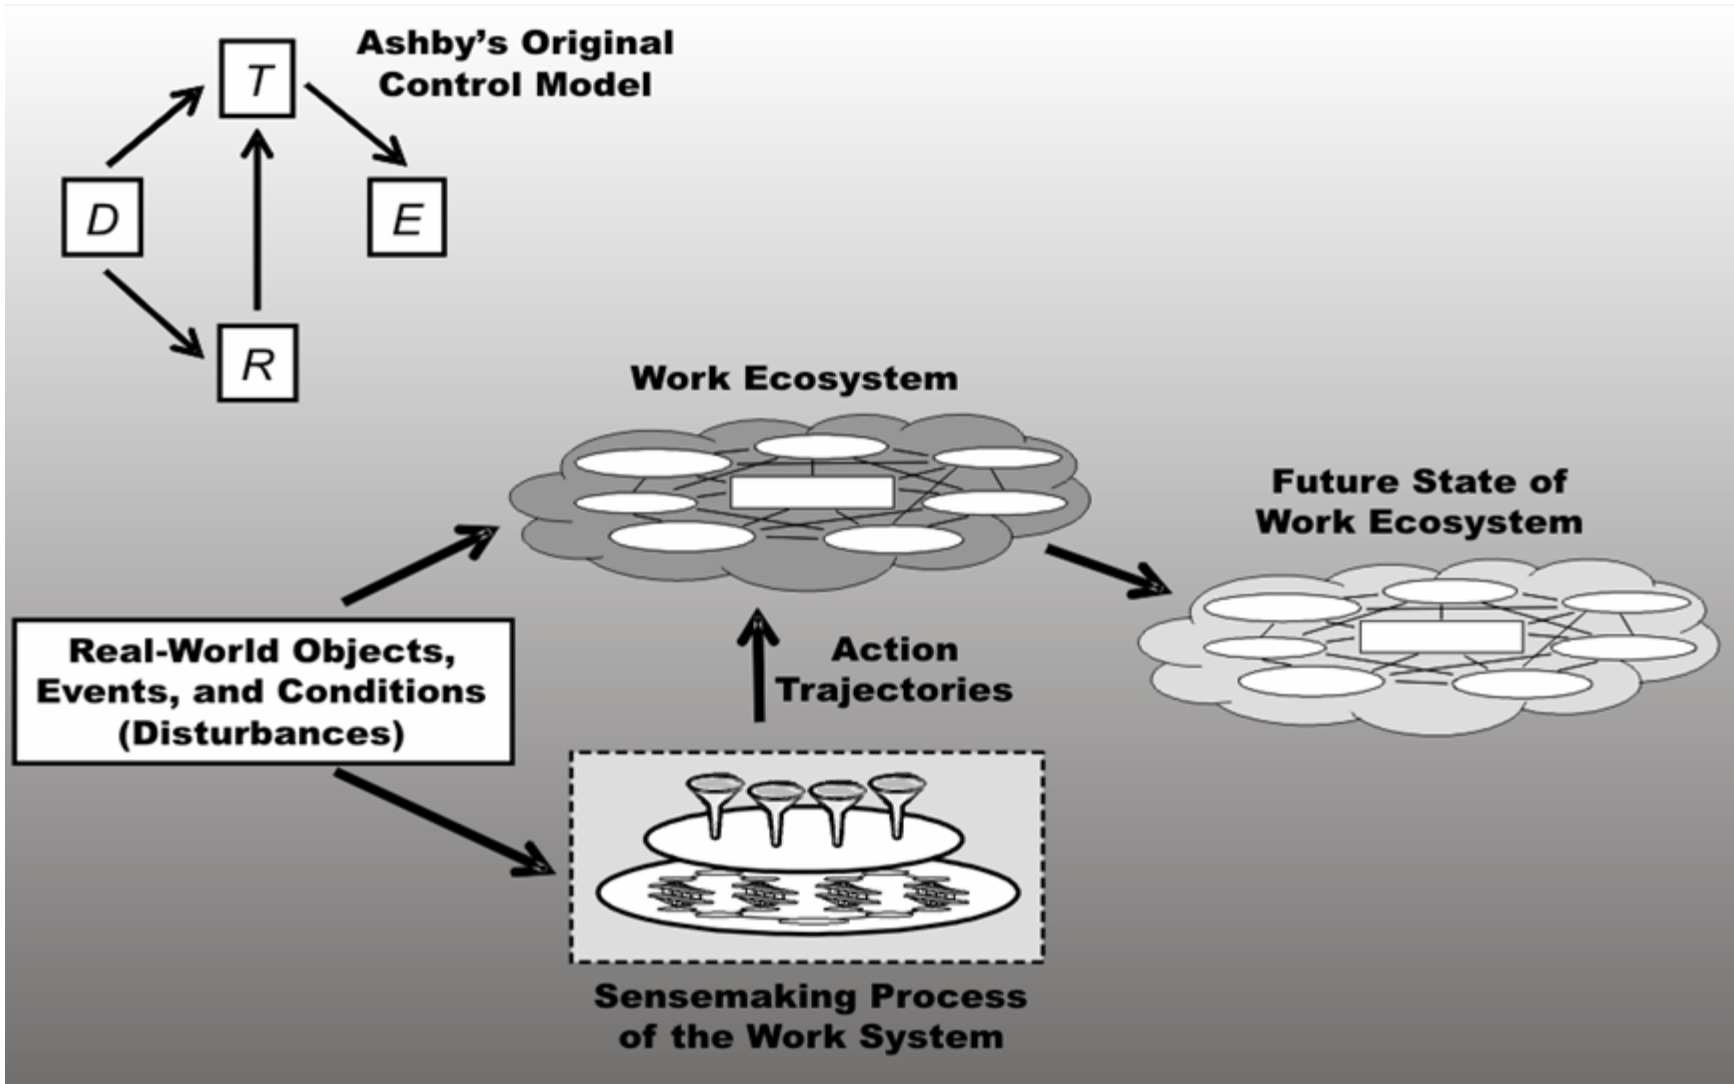 Ashby's Original
Control Model
T
D
E
R
Work Ecosystem
Future State of
Work Ecosystem
Real-World Objects,
Events, and Conditions
(Disturbances)
Action
Trajectories
Sensemaking Process
of the Work System